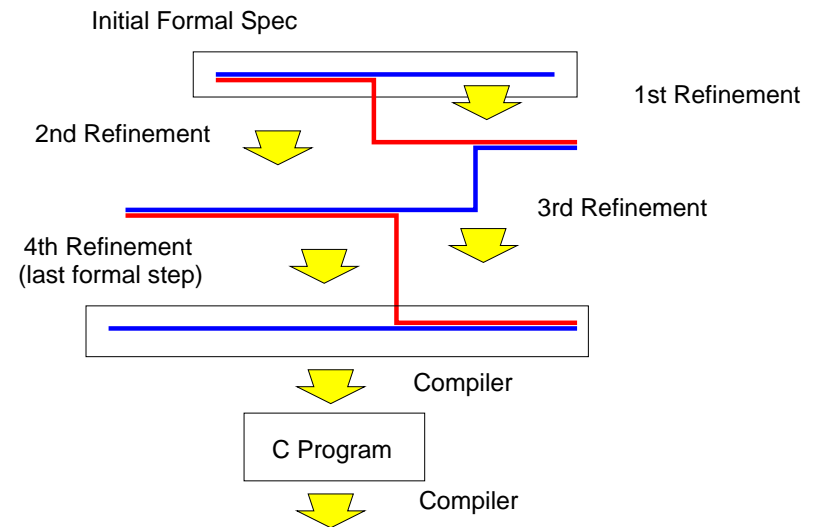 Initial Formal Spec
1st Refinement
2nd Refinement
3rd Refinement
4th Refinement
(last formal step)
Compiler
C Program
Compiler